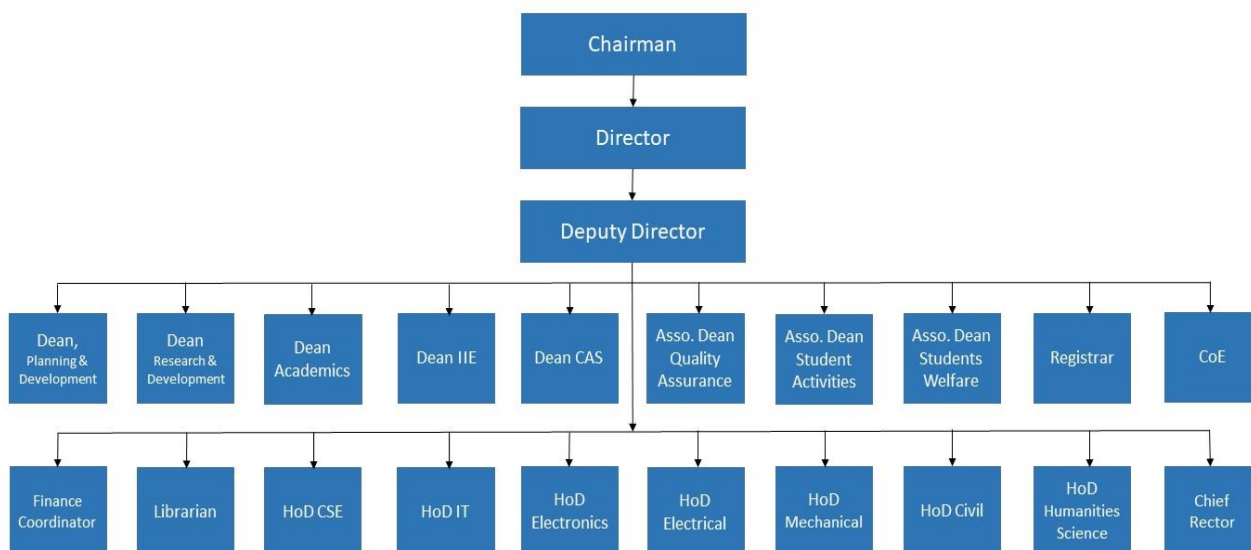 Chairman
Director
Deputy Director
Dean,
Planning &
Development
Dean
Research &
Development
Dean
Academics
Dean IIE
Dean CAS
Asso. Dean
Quality
Assurance
Asso. Dean
Student
Activities
Asso. Dean
Students
Welfare
Registrar
CoE
Finance
Coordinator
Librarian
HoD CSE
HoD IT
HoD
Electronics
HoD
Electrical
HoD
Mechanical
HoD Civil
HoD
Humanities
Science
Chief
Rector